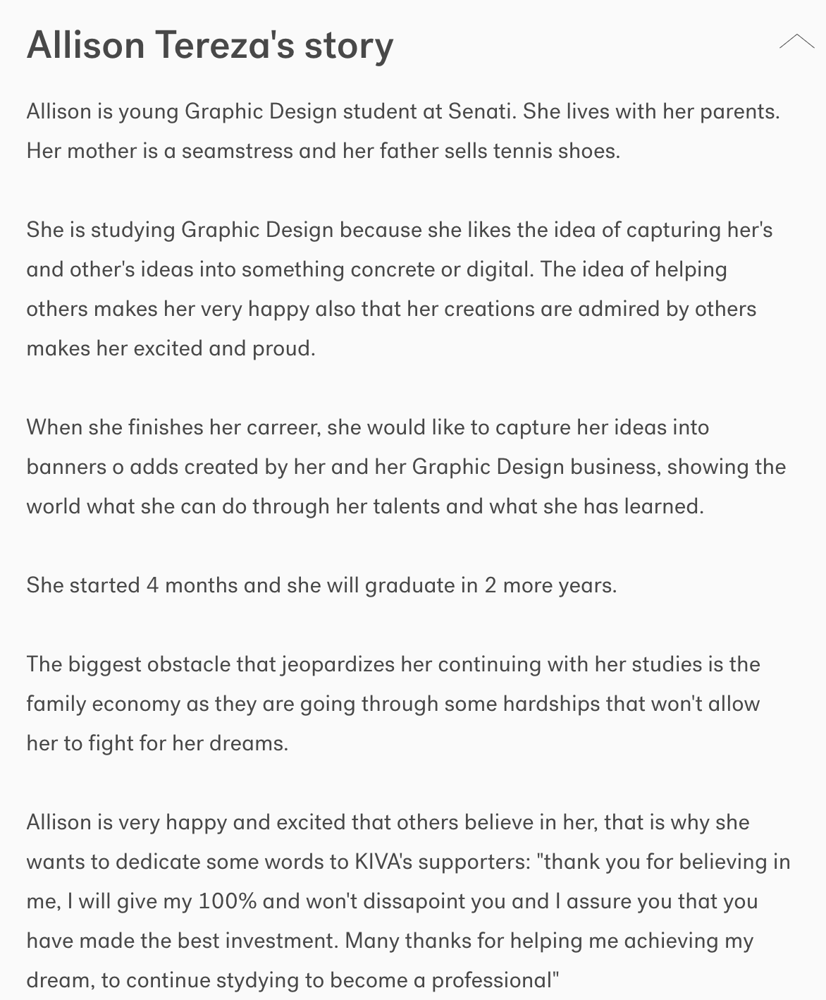 Allison Tereza's story
Allison is young Graphic Design student at Senati. She lives with her parents.
Her mother is a seamstress and her father sells tennis shoes.
She is studying Graphic Design because she likes the idea of capturing her's
and other's ideas into something concrete or digital. The idea of helping
others makes her very happy also that her creations are admired by others
makes her excited and proud.
When she finishes her carreer, she would like to capture her ideas into
banners o adds created by her and her Graphic Design business, showing the
world what she can do through her talents and what she has learned.
She started 4 months and she will graduate in 2 more years.
The biggest obstacle that jeopardizes her continuing with her studies is the
family economy as they are going through some hardships that won't allow
her to fight for her dreams.
Allison is very happy and excited that others believe in her, that is why she
wants to dedicate some words to KIVA's supporters: "thank you for believing in
me, I will give my 100% and won't dissapoint you and I assure you that you
have made the best investment. Many thanks for helping me achieving my
dream, to continue stydying to become a professional"